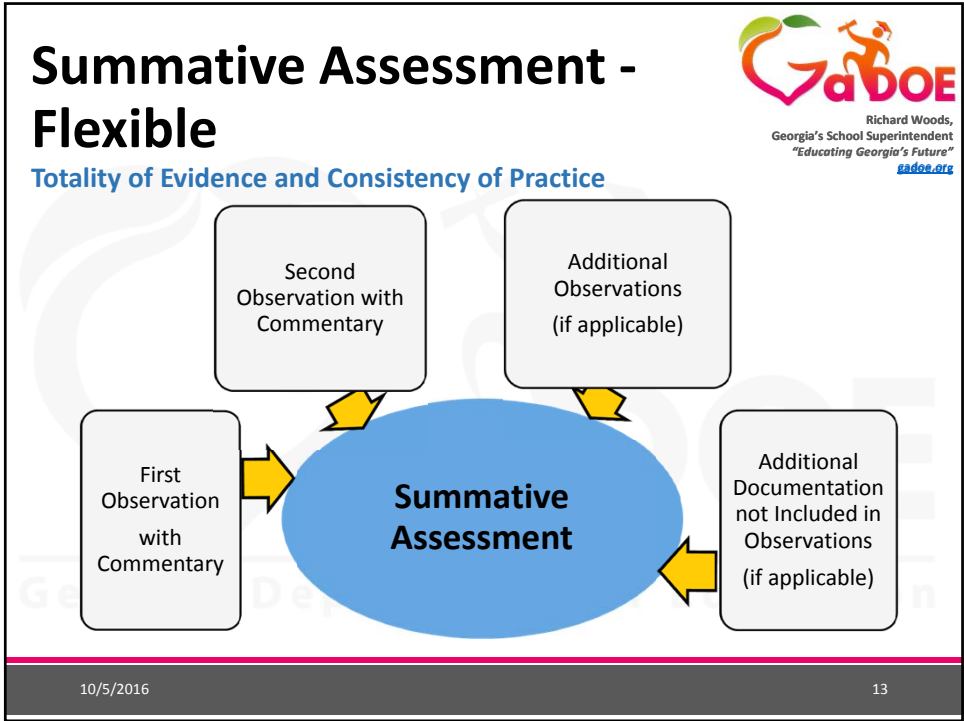 Summative Assessment -
Flexible
Totality of Evidence and Consistency of Practice
GaDOE
Richard Woods,
Georgia's School Superintendent
"Educating Georgia's Future"
gadoe.org
Second
Observation with
Commentary
Additional
Observations
(if applicable)
First
Observation
with
Commentary
Summative
Assessment
Additional
Documentation
not Included in
Observations
(if applicable)
10/5/2016
13